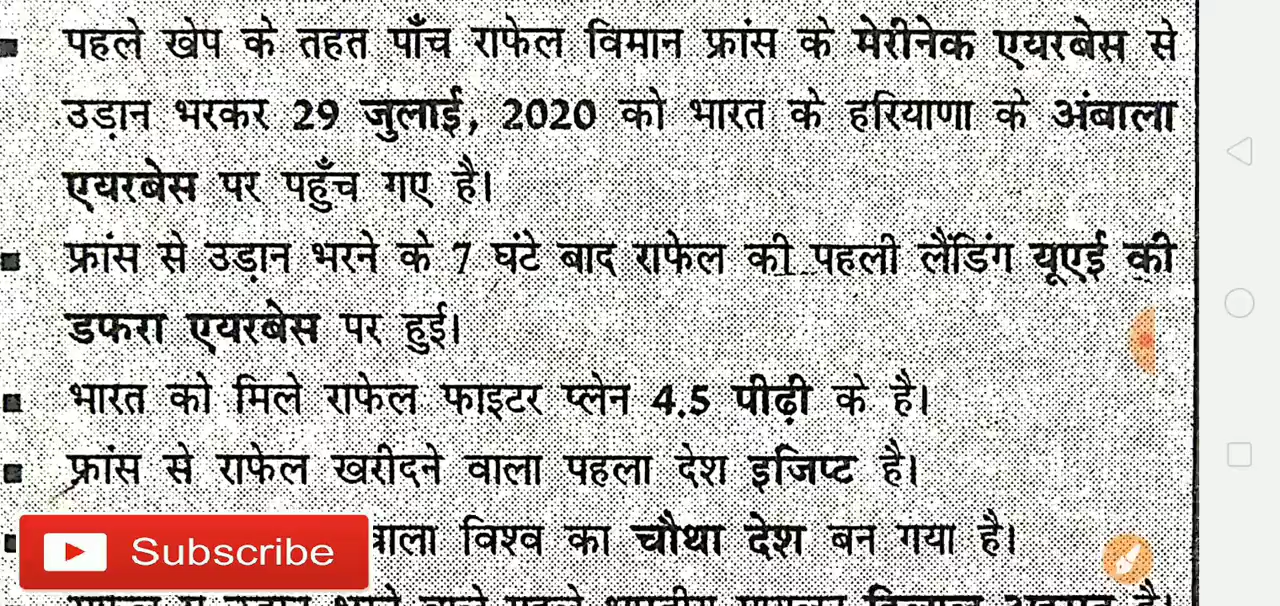 पहले खेप के तहत पाँच राफेल विमान फ्रांस के मेरीनेक एयरबेस से
उड़ान भरकर 29 जुलाई, 2020 को भारत के हरियाणा के अंबाला
एयरबेस पर पहुँच गए है।
फ्रांस से उड़ान भरने के 7 घंटे बाद राफेल की पहली लैंडिंग यूएई की
डफरा एयरबेस पर हुई।
भारत को मिले राफेल फाइटर प्लेन 4.5 पीढ़ी के है।
फ्रांस से राफेल खरीदने वाला पहला देश इजिप्ट है।
वाला विश्व का चौथा देश बन गया है।
Subscribe